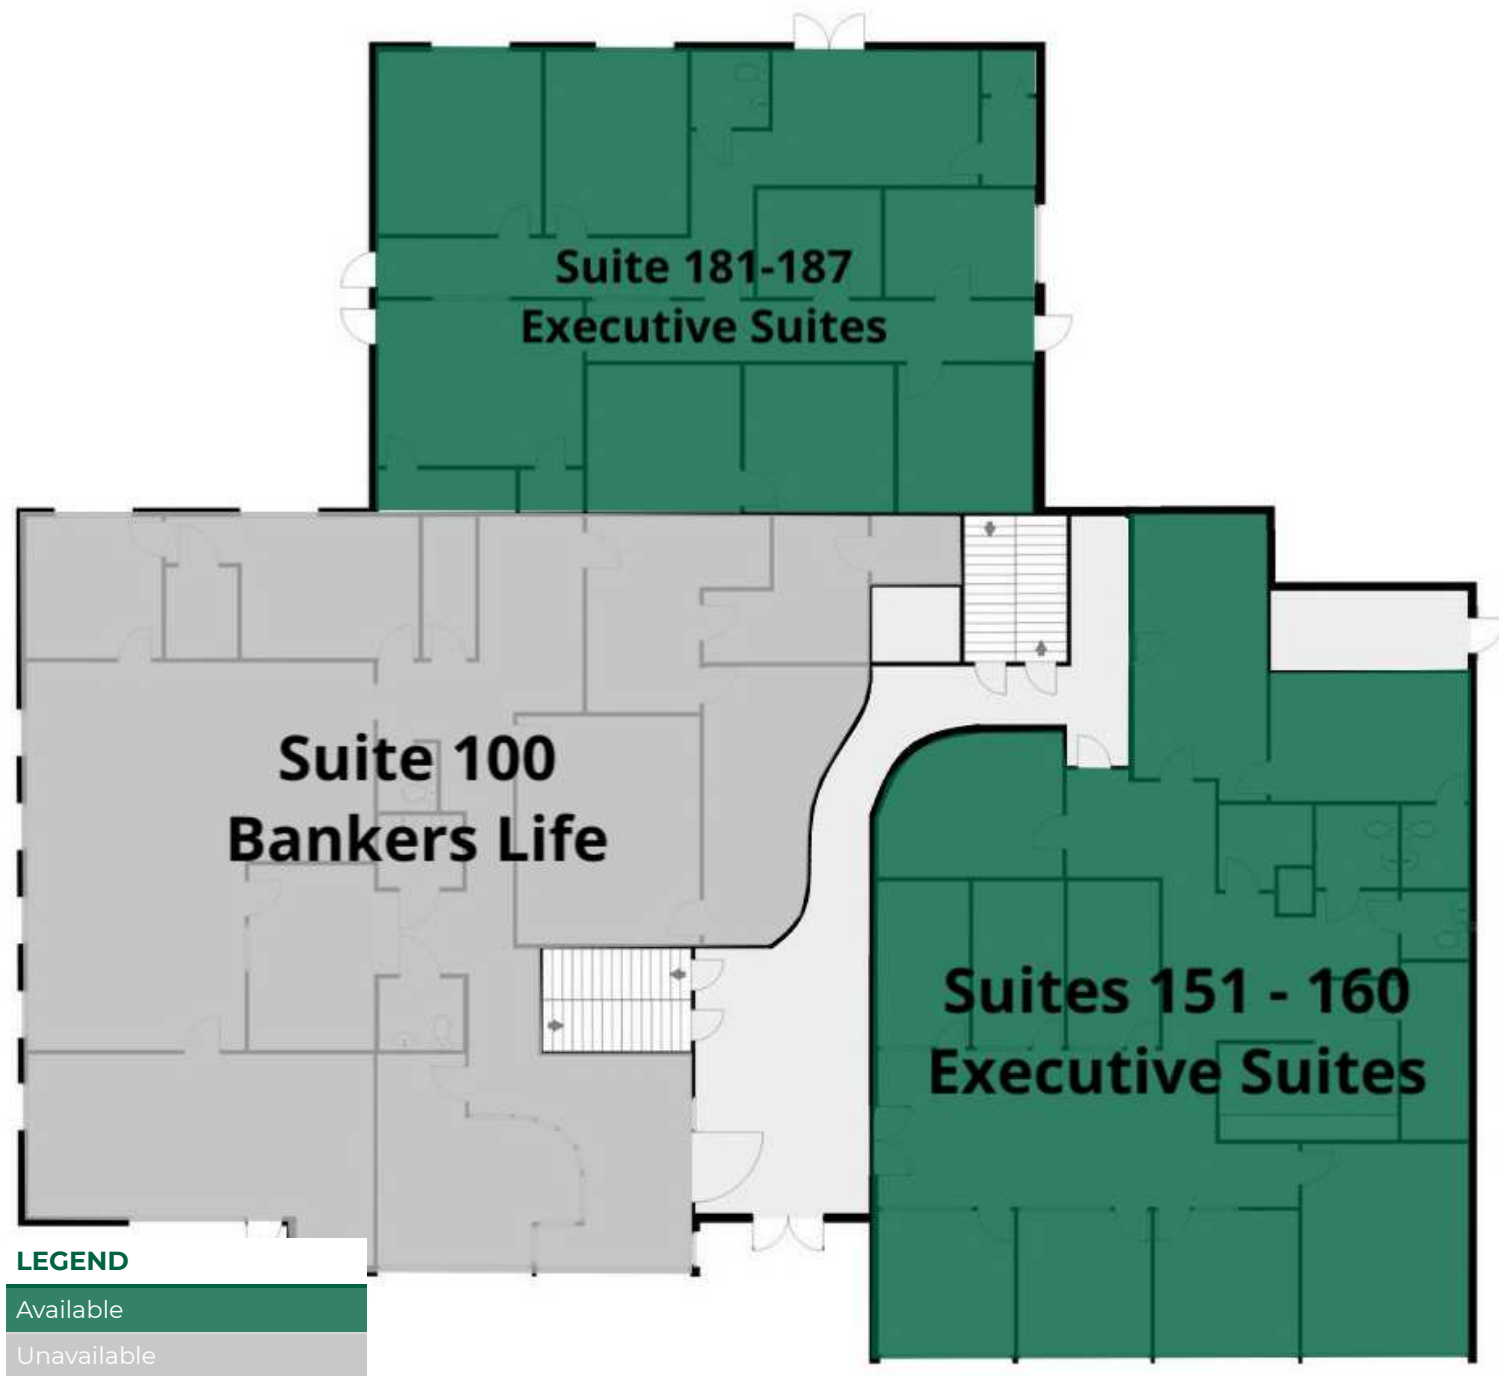 Suite 181-187
Executive Suites
Suite 100
Bankers Life
Suites 151 - 160
Executive Suites
LEGEND
Available
Unavailable